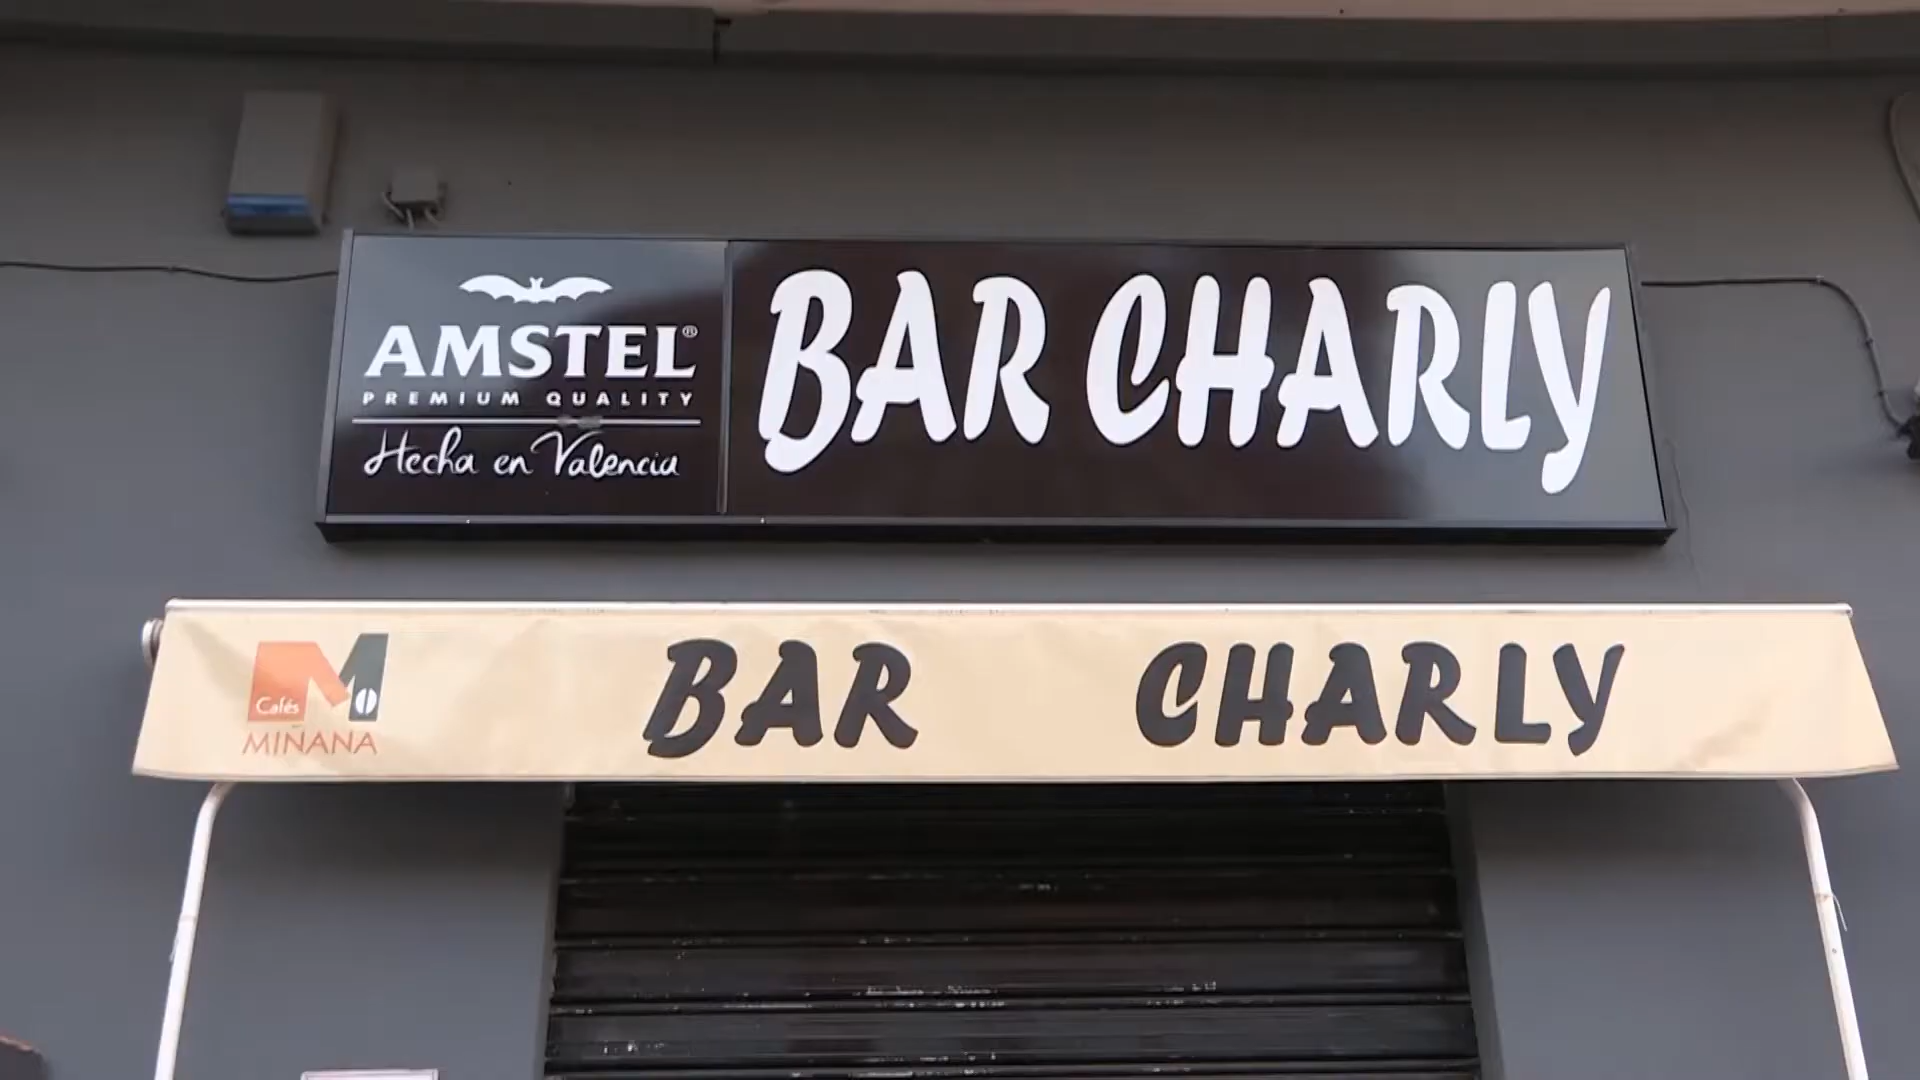 AMSTEL®
PREMIUM QUALITY
Hecha en Valencia
BAR CHARLY
Cafés
MIÑANA
BAR CHARLY